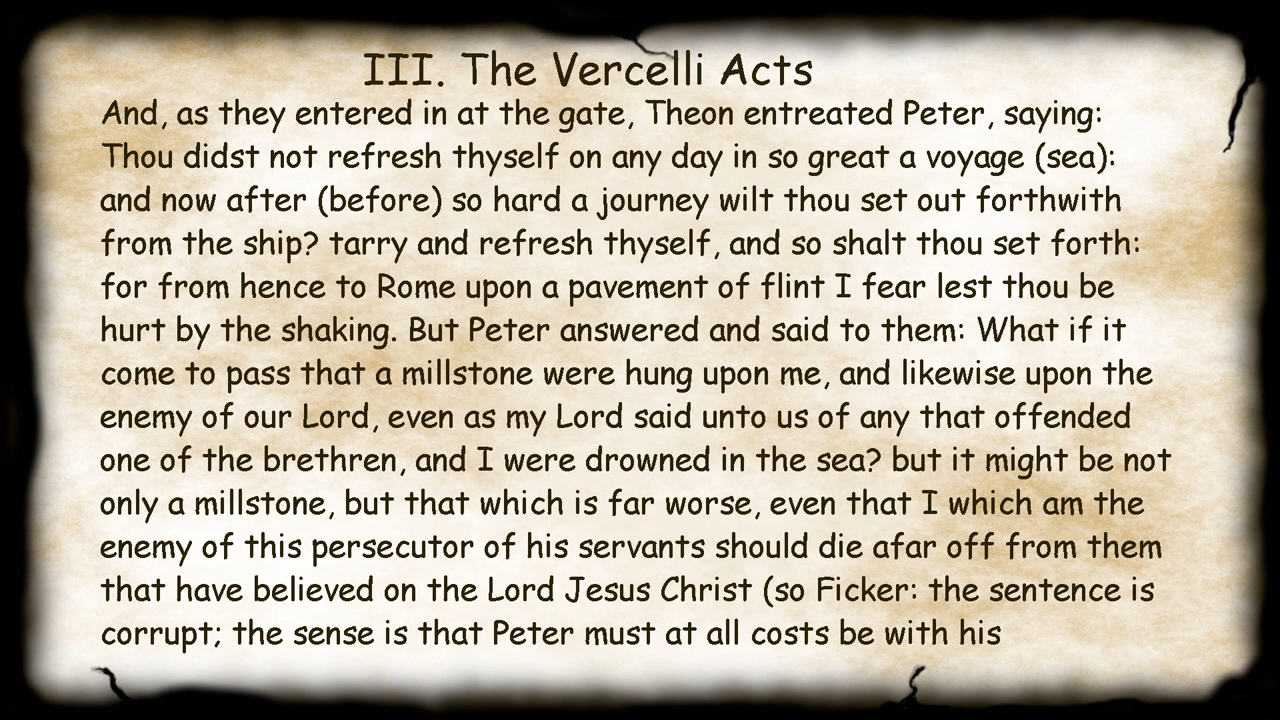 III. The Vercelli Acts
And, as they entered in at the gate, Theon entreated Peter, saying:
Thou didst not refresh thyself on any day in so great a voyage (sea):
and now after (before) so hard a journey wilt thou set out forthwith
from the ship? tarry and refresh thyself, and so shalt thou set forth:
for from hence to Rome upon a pavement of flint I fear lest thou be
hurt by the shaking. But Peter answered and said to them: What if it
come to pass that a millstone were hung upon me, and likewise upon the
enemy of our Lord, even as my Lord said unto us of any that offended
one of the brethren, and I were drowned in the sea? but it might be not
only a millstone, but that which is far worse, even that I which am the
enemy of this persecutor of his servants should die afar off from them
that have believed on the Lord Jesus Christ (so Ficker: the sentence is
corrupt; the sense is that Peter must at all costs be with his